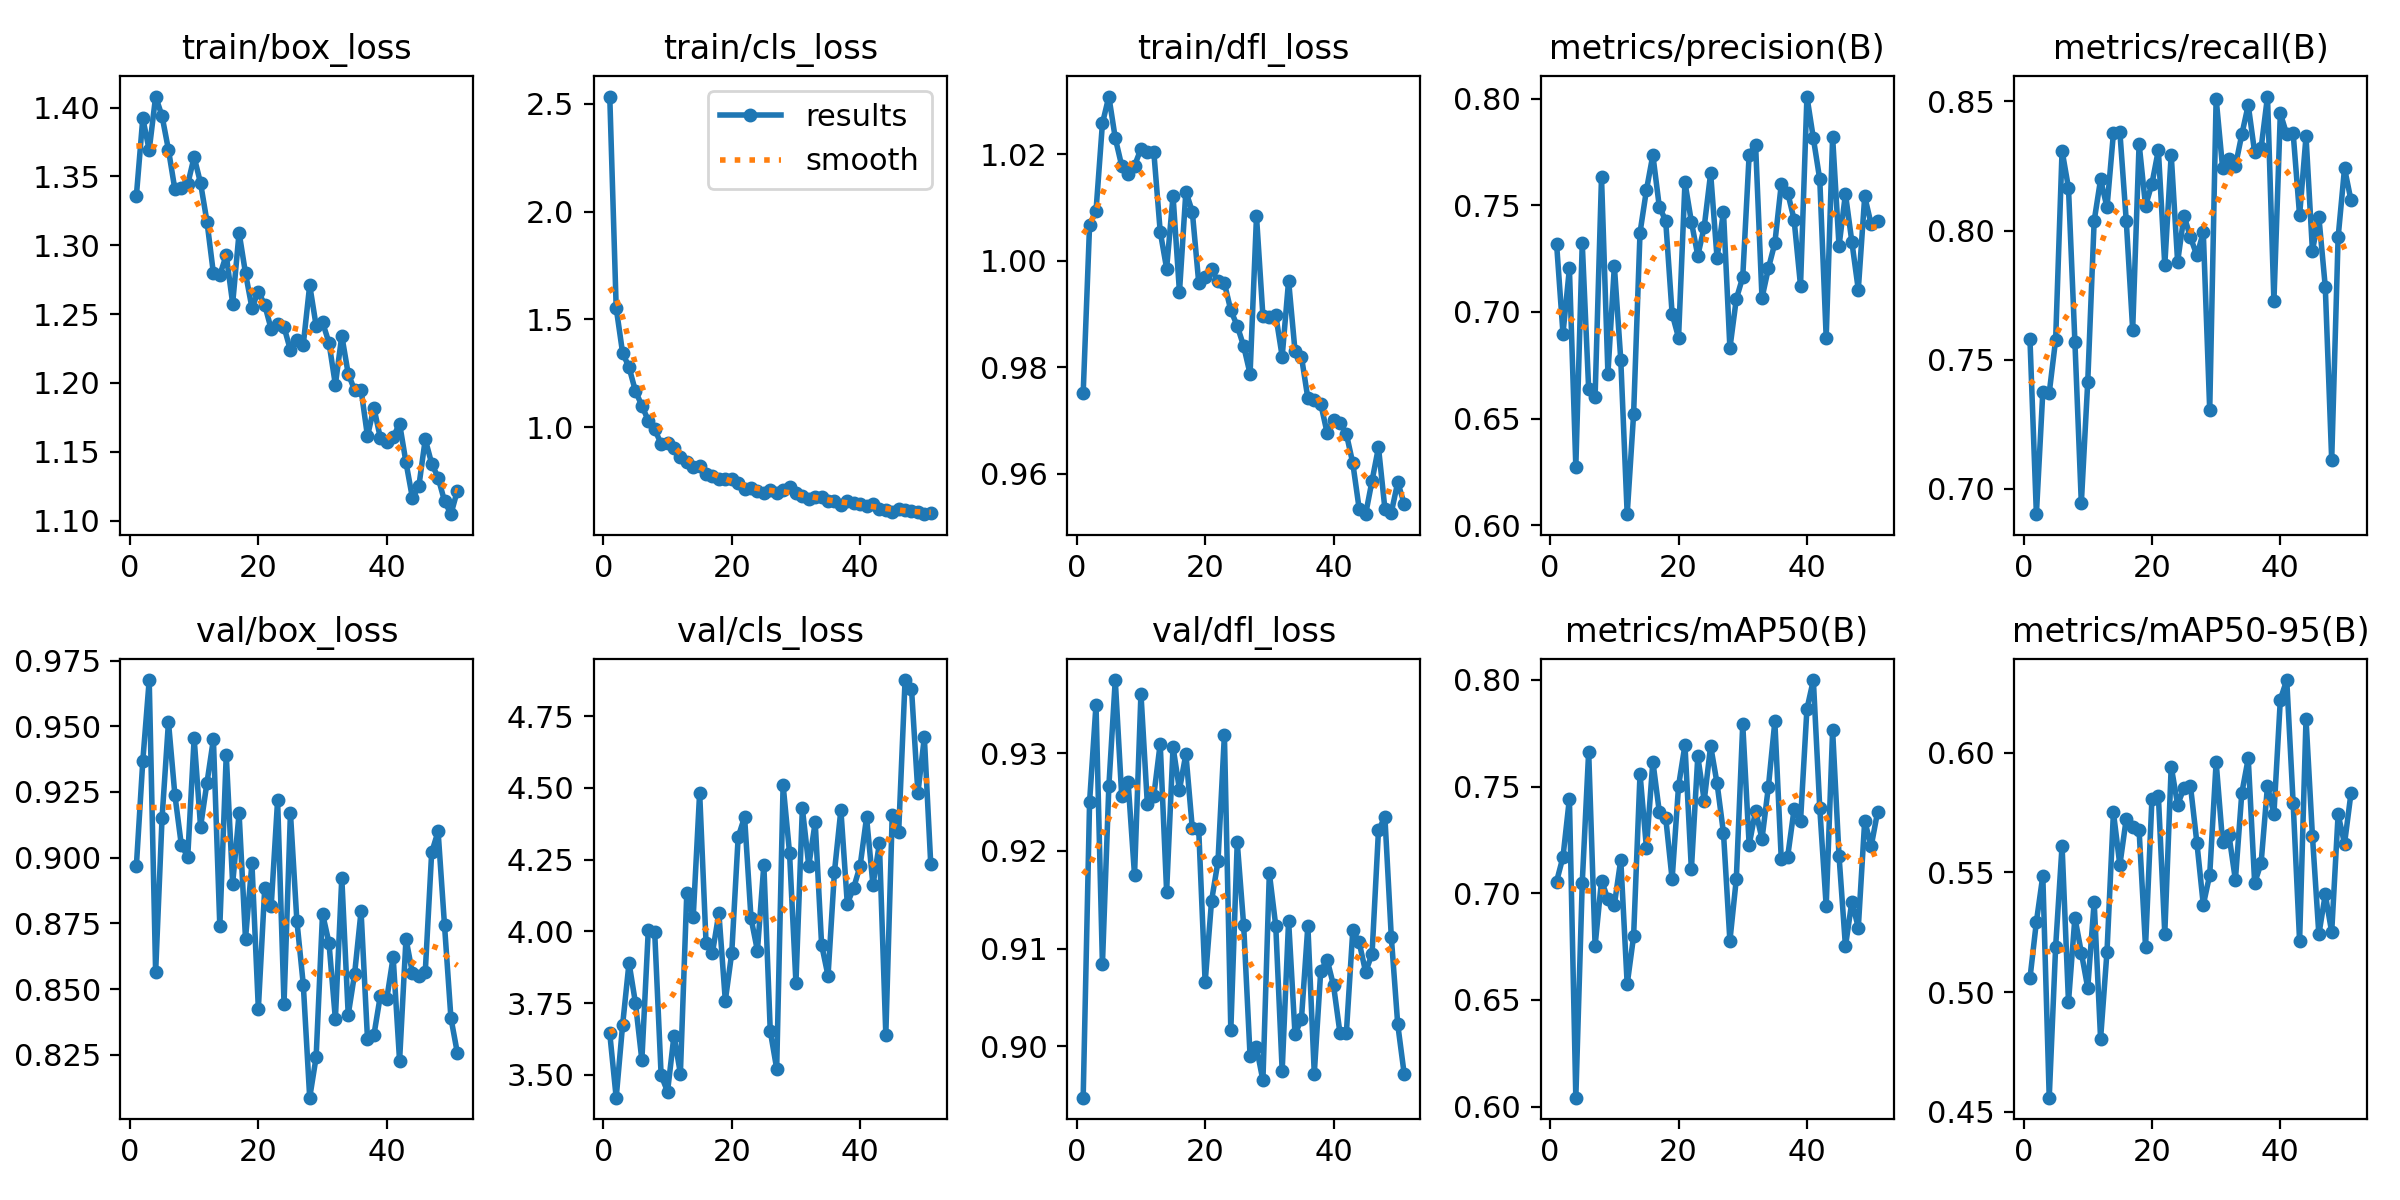 train/box_loss
1.40
1.35
1.30
1.25
1.20
1.15
1.10
0 20 40
train/cls_loss
2.5
2.0
1.5
1.0
results
smooth
0 20 40
train/dfl_loss
1.02
1.00
0.98
0.96
0 20 40
metrics/precision(B)
0.80
0.75
0.70
0.65
0.60
0 20 40
metrics/recall(B)
0.85
0.80
0.75
0.70
0 20 40
val/box_loss
0.975
0.950
0.925
0.900
0.875
0.850
0.825
0 20 40
val/cls_loss
4.75
4.50
4.25
4.00
3.75
3.50
0 20 40
val/dfl_loss
0.93
0.92
0.91
0.90
0 20 40
metrics/mAP50(B)
0.80
0.75
0.70
0.65
0.60
0 20 40
metrics/mAP50-95(B)
0.60
0.55
0.50
0.45
0 20 40